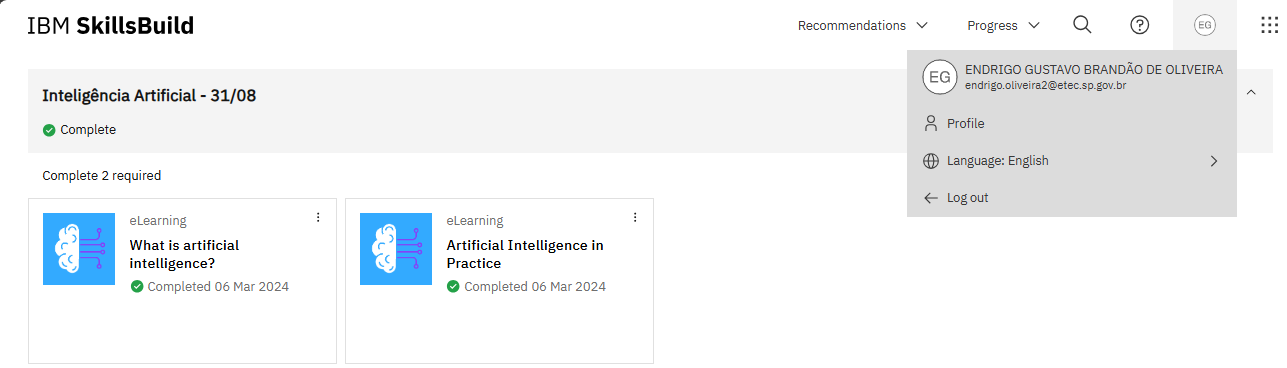 IBM SkillsBuild
Recommendations
Progress
EG
EG
ENDRIGO GUSTAVO BRANDÃO DE OLIVEIRA
endrigo.oliveira2@etec.sp.gov.br
Profile
Language: English
Log out
Inteligência Artificial - 31/08
Complete
Complete 2 required
eLearning
What is artificial
intelligence?
Completed 06 Mar 2024
eLearning
Artificial Intelligence in
Practice
Completed 06 Mar 2024